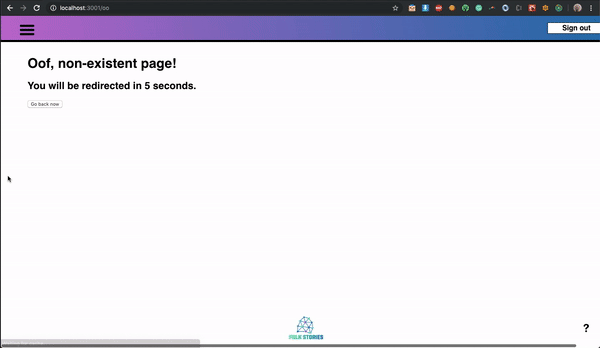 localhost:3001/oo
Sign out
Oof, non-existent page!
You will be redirected in 5 seconds.
Go back now
STORIES
?